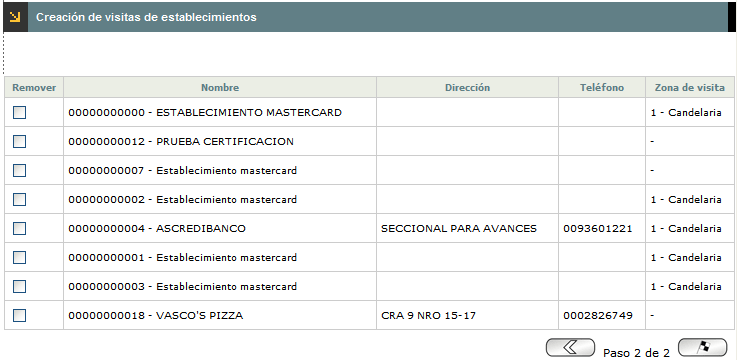 Creación de visitas de establecimientos
Remover Nombre Dirección Teléfono Zona de visita
00000000000 - ESTABLECIMIENTO MASTERCARD 1 - Candelaria
00000000012 - PRUEBA CERTIFICACION -
00000000007 - Establecimiento mastercard -
00000000002 - Establecimiento mastercard 1 - Candelaria
00000000004 - ASCREDIBANCO SECCIONAL PARA AVANCES 0093601221 1 - Candelaria
00000000001 - Establecimiento mastercard 1 - Candelaria
00000000003 - Establecimiento mastercard 1 - Candelaria
00000000018 - VASCO'S PIZZA CRA 9 NRO 15-17 0002826749 -
Paso 2 de 2